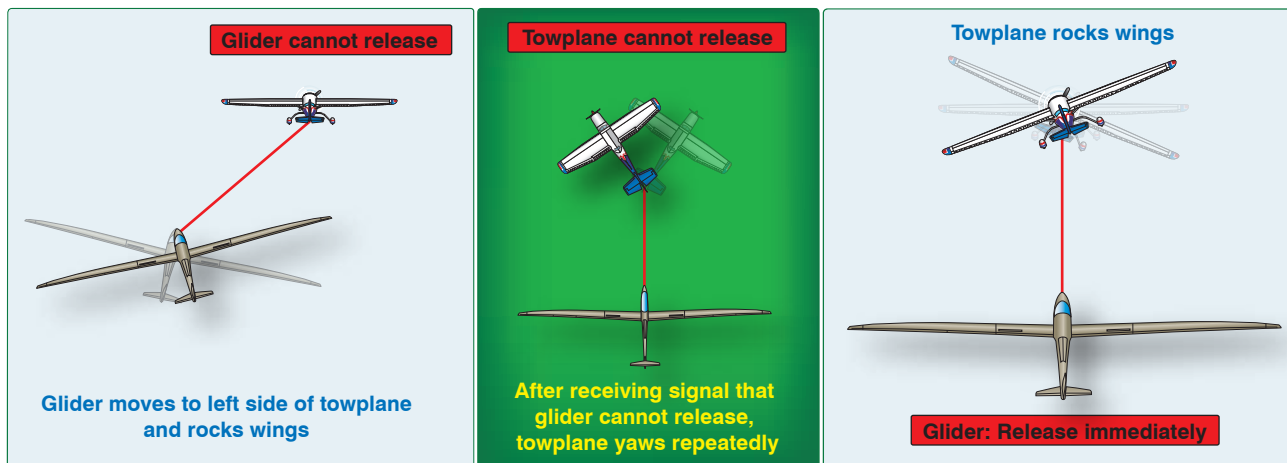 Glider cannot release
Glider moves to left side of towplane
and rocks wings
Towplane cannot release
After receiving signal that
glider cannot release,
towplane yaws repeatedly
Towplane rocks wings
Glider: Release immediately